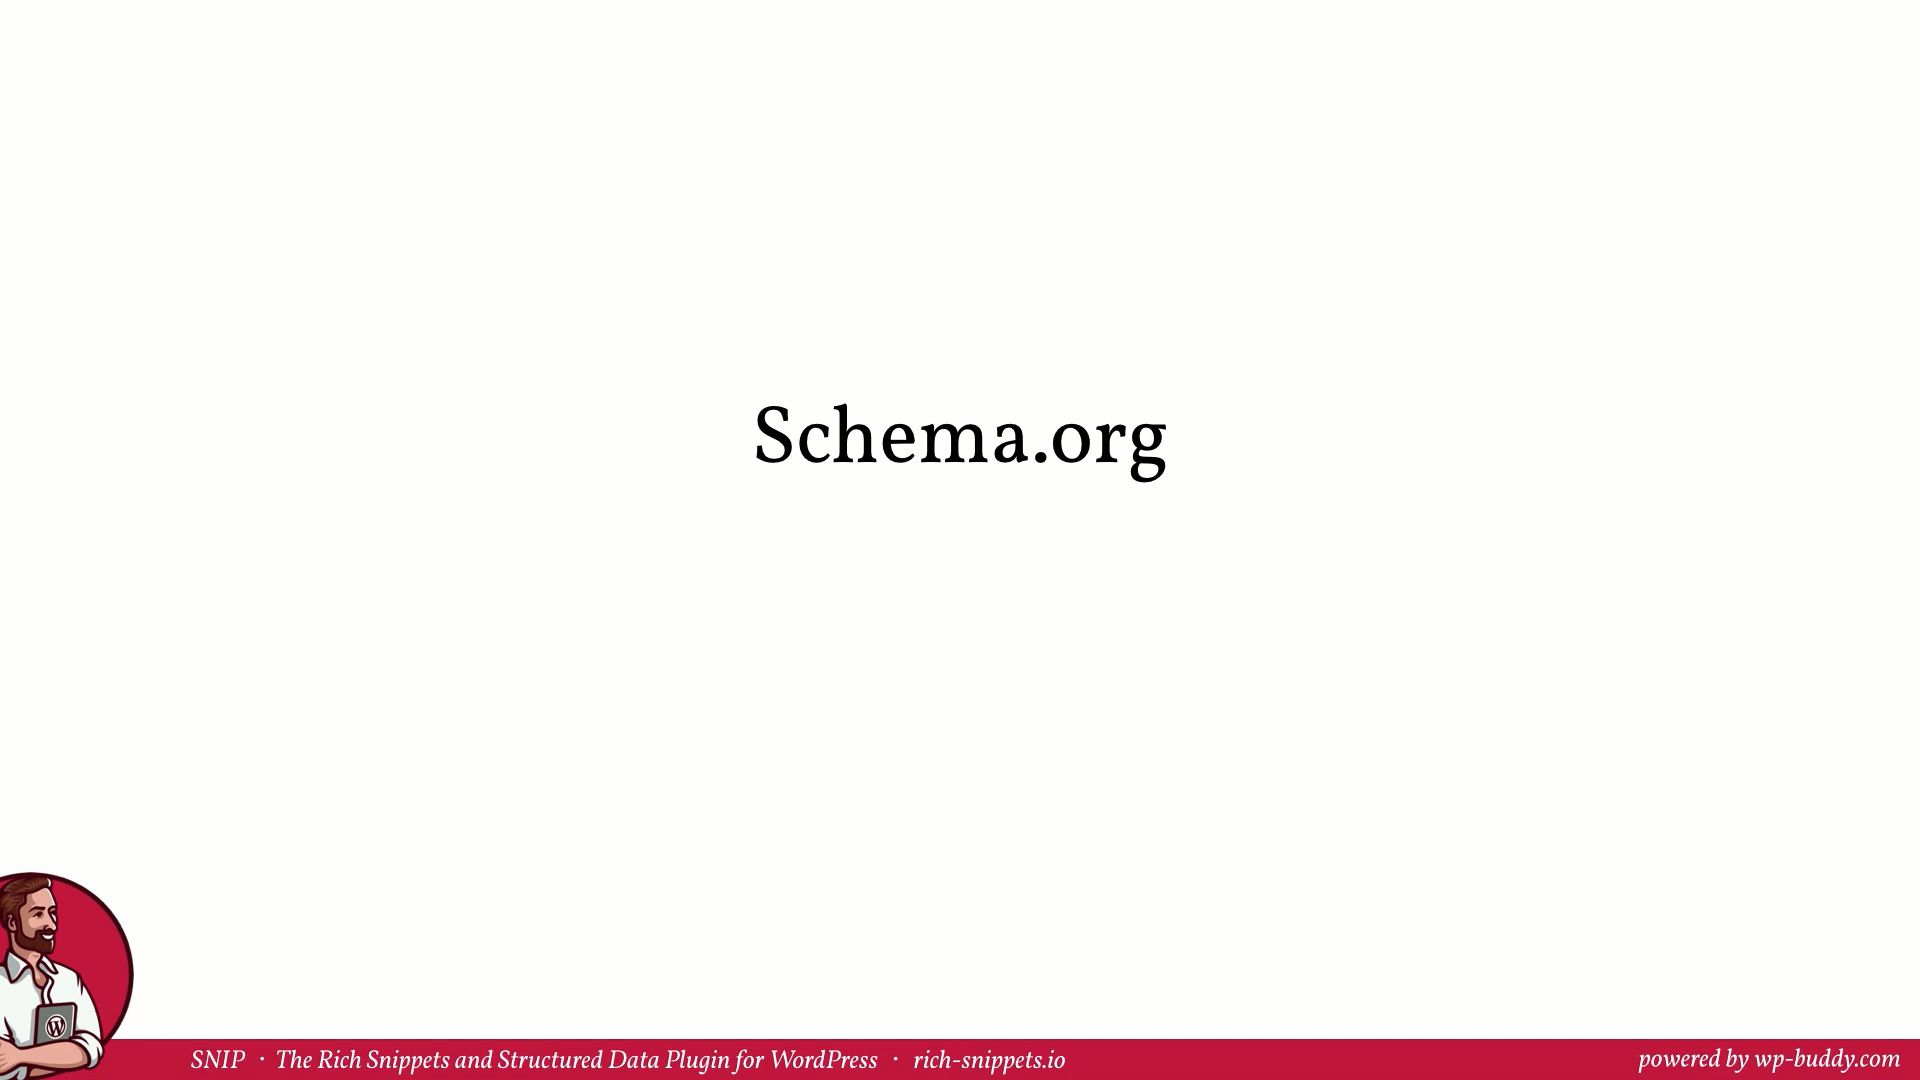 Schema.org
SNIP · The Rich Snippets and Structured Data Plugin for WordPress · rich-snippets.io
powered by wp-buddy.com